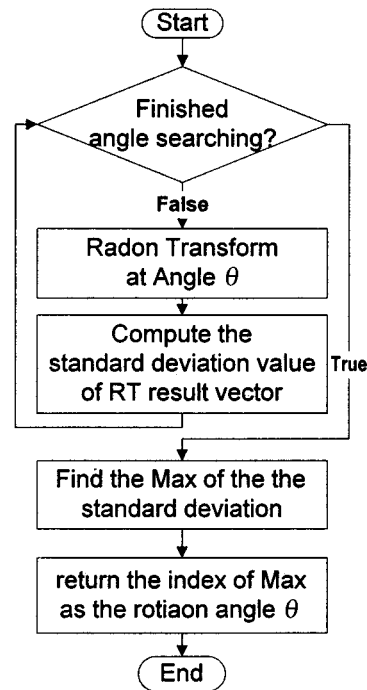 Start
Finished
angle searching?
False
Radon Transform
at Angle θ
Compute the
standard deviation value
of RT result vector
True
Find the Max of the the
standard deviation
return the index of Max
as the rotiaon angle θ
End